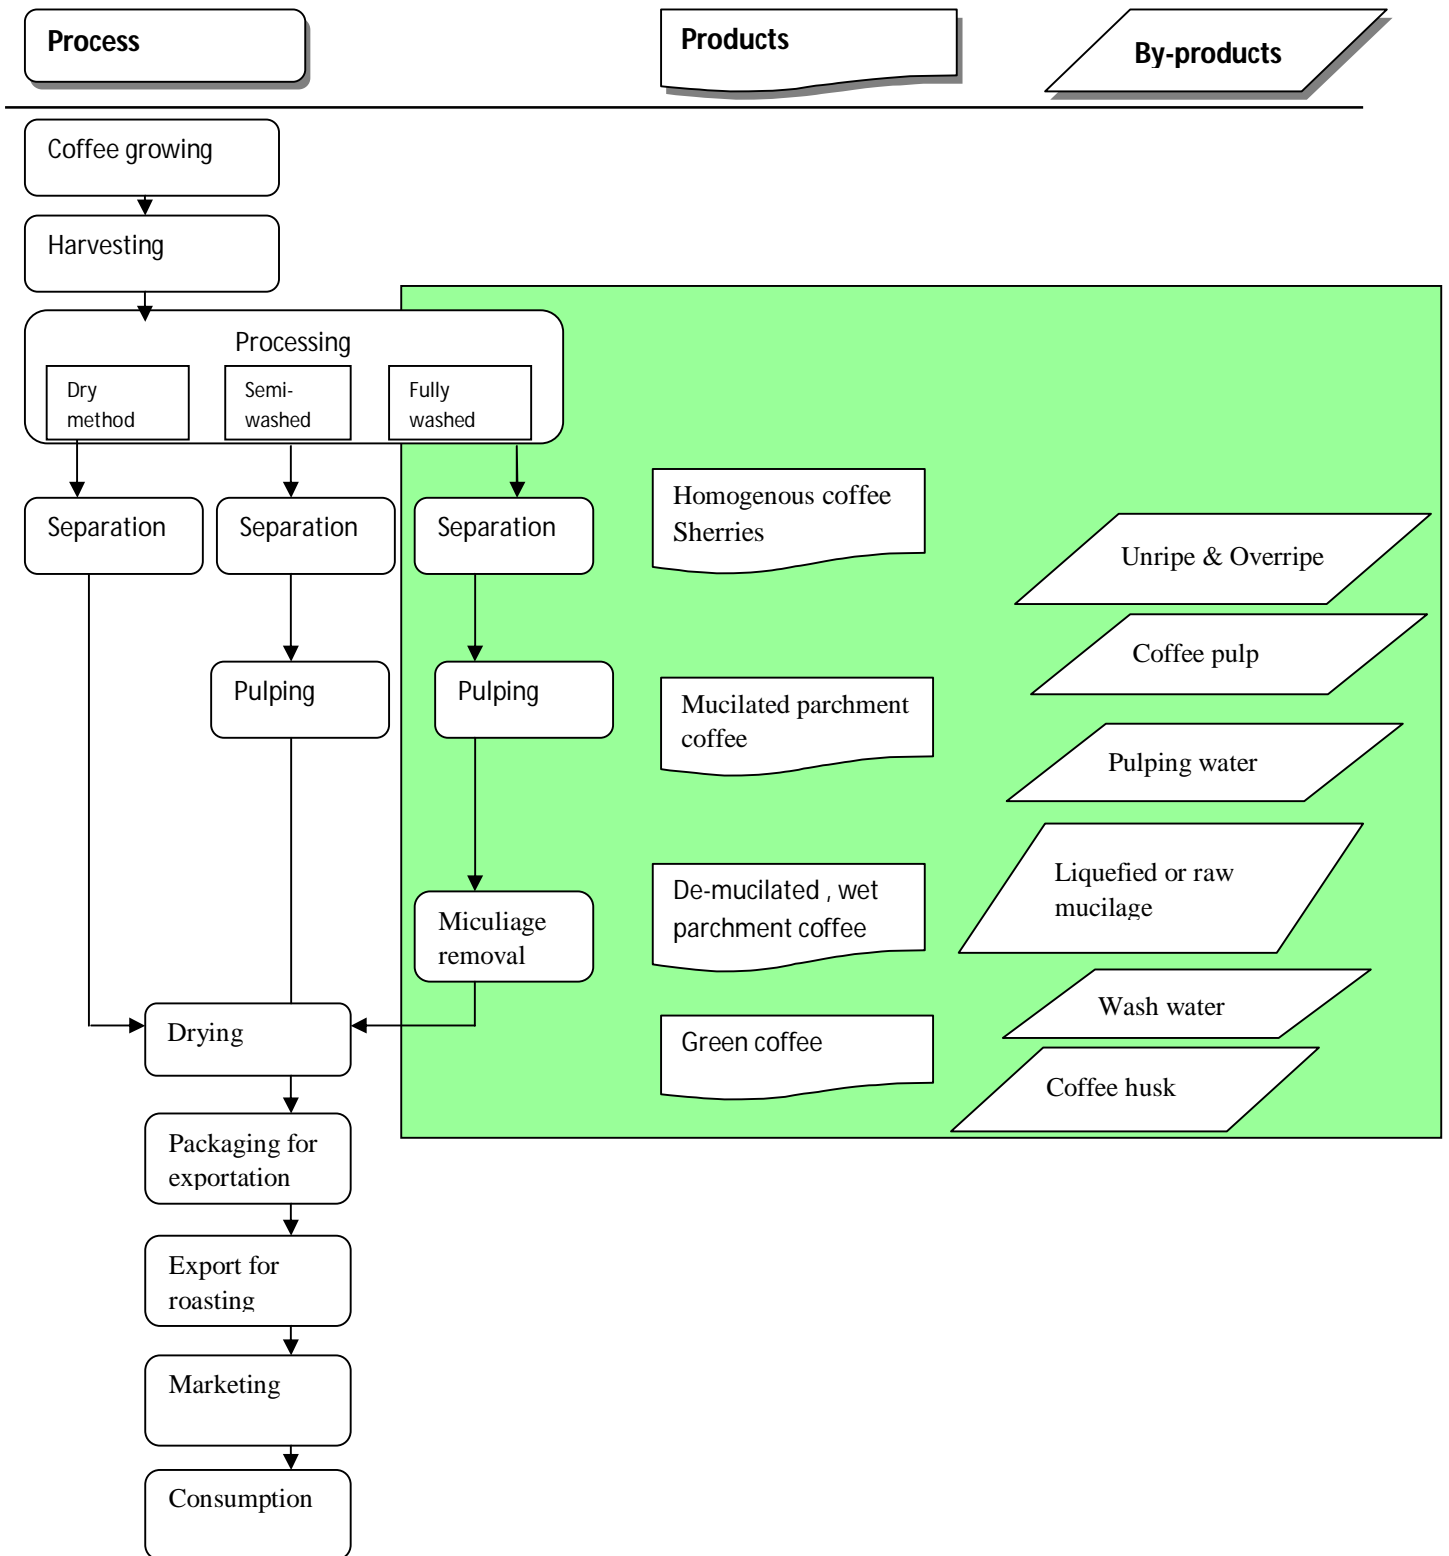 Process
Products
By-products
Coffee growing
Harvesting
Processing
Dry
method
Semi-
washed
Fully
washed
Separation
Separation
Separation
Homogenous coffee
Sherries
Unripe & Overripe
Coffee pulp
Pulping
Pulping
Mucilated parchment
coffee
Pulping water
Miculiage
removal
De-mucilated , wet
parchment coffee
Liquefied or raw
mucilage
Wash water
Drying
Green coffee
Coffee husk
Packaging for
exportation
Export for
roasting
Marketing
Consumption